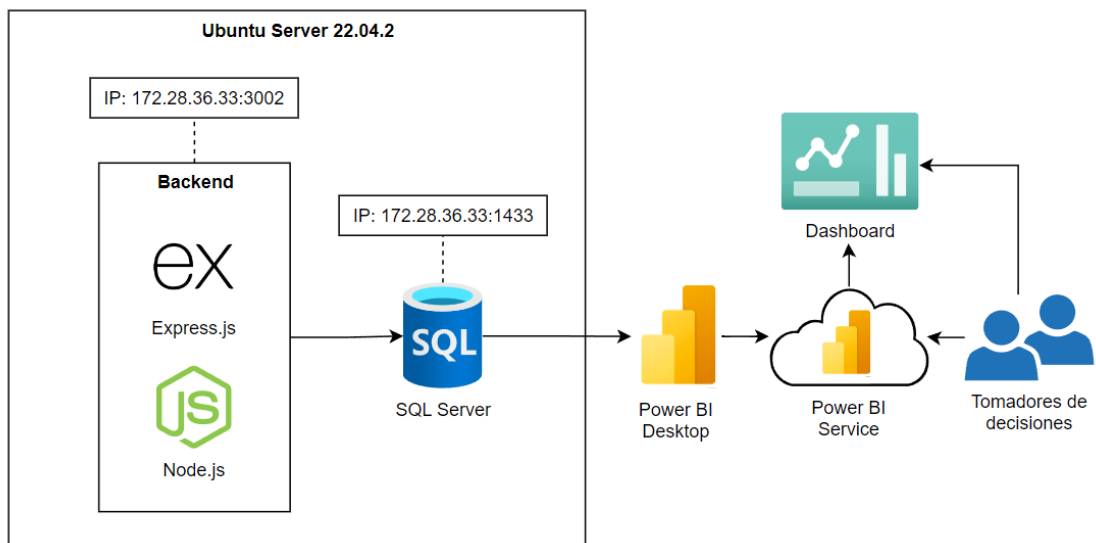 Ubuntu Server 22.04.2
IP: 172.28.36.33:3002
Backend
ex
Express.js
JS
Node.js
IP: 172.28.36.33:1433
SQL
SQL Server
Power BI
Desktop
Dashboard
Power BI
Service
Tomadores de
decisiones